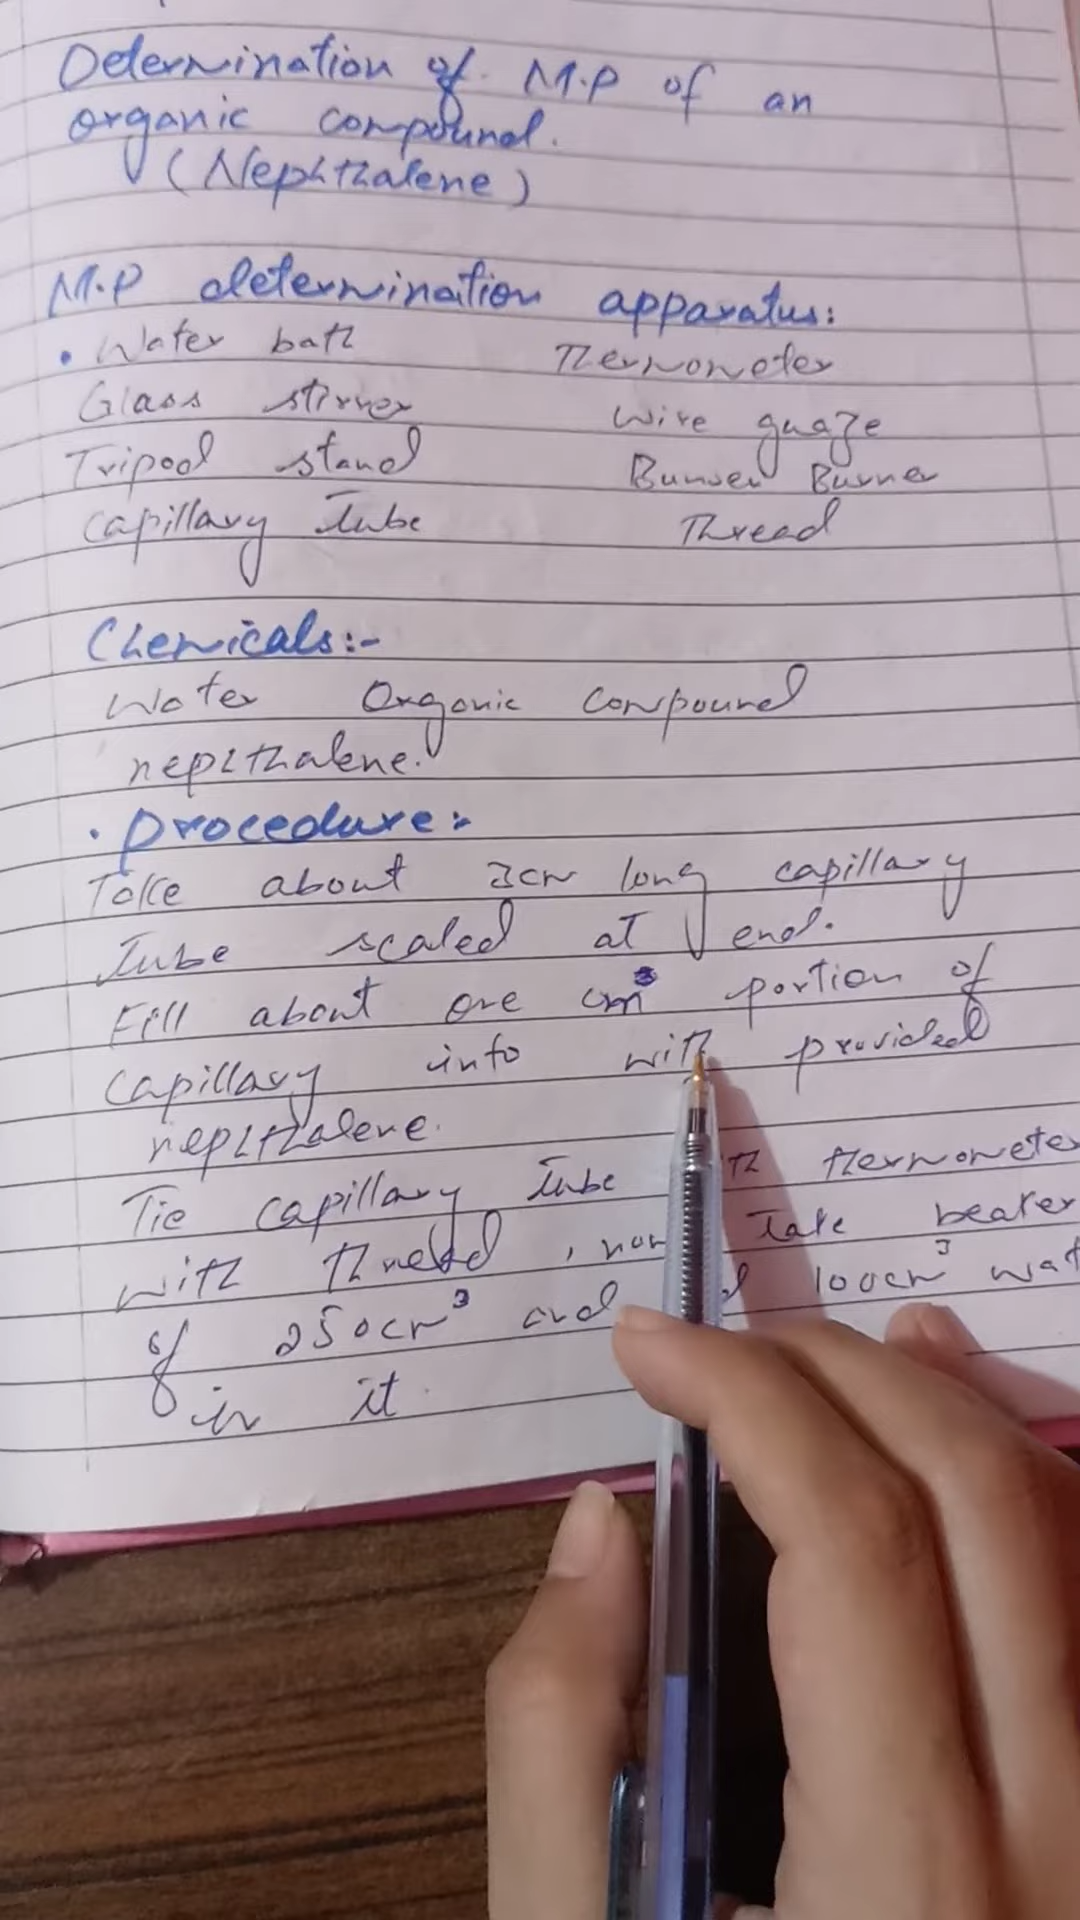 Determination of M.P of an
organic compound.
(Nephthalene)
M.P determination apparatus:
• Water bath Thermometer
Glass stirrer Wire guaze
Tripod stand Bunsen Burner
Capillary Tube Thread
Chemicals:-
Water Organic compound
nephthalene.
• Procedure:-
Take about 3cm long capillary
Tube scaled at end.
Fill about one cm portion of
capillary into with provided
nephthalene.
Tie capillary Tube thermometer
with thread , now Take beaker
of 250cm³ and 100cm³ wat
in it.